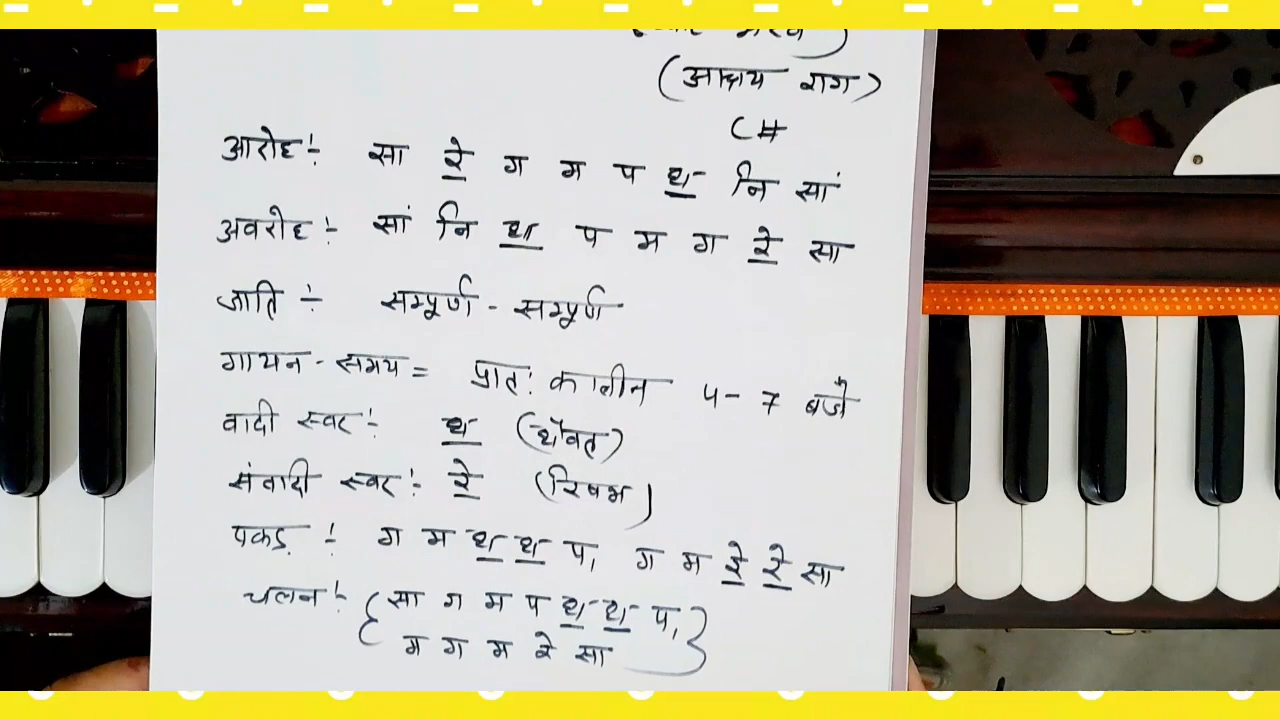 (आश्रय राग)
C#
आरोह :- सा रे॒ ग म प ध॒ नि सां
अवरोह :- सां नि ध॒ प म ग रे॒ सा
जाति :- सम्पूर्ण - सम्पूर्ण
गायन - समय = प्रातः कालीन 4 - 7 बजे
वादी स्वर :- ध॒ (धैवत)
संवादी स्वर :- रे॒ (रिषभ)
पकड़ :- ग म ध॒ ध॒ प, ग म रे॒ रे॒ सा
चलन :- { सा ग म प ध॒ ध॒ प, }
म ग म रे सा